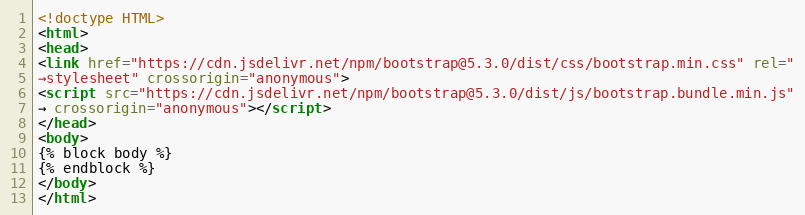 1 <!doctype HTML>
2 <html>
3 <head>
4 <link href="https://cdn.jsdelivr.net/npm/bootstrap@5.3.0/dist/css/bootstrap.min.css" rel="
5 →stylesheet" crossorigin="anonymous">
6 <script src="https://cdn.jsdelivr.net/npm/bootstrap@5.3.0/dist/js/bootstrap.bundle.min.js"
7 → crossorigin="anonymous"></script>
8 </head>
9 <body>
10 {% block body %}
11 {% endblock %}
12 </body>
13 </html>